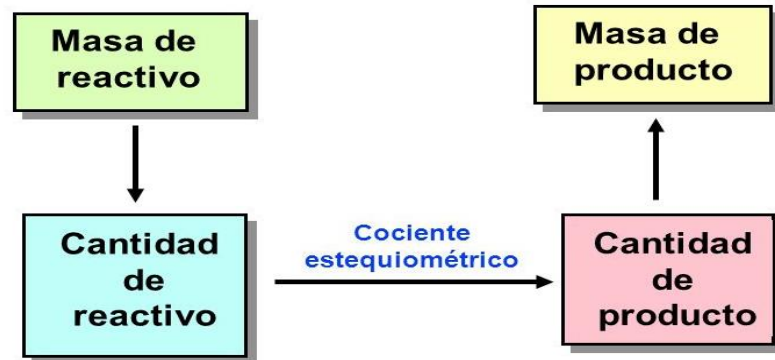 Masa de
reactivo
Masa de
producto
Cantidad
de
reactivo
Cociente
estequiométrico
Cantidad
de
producto